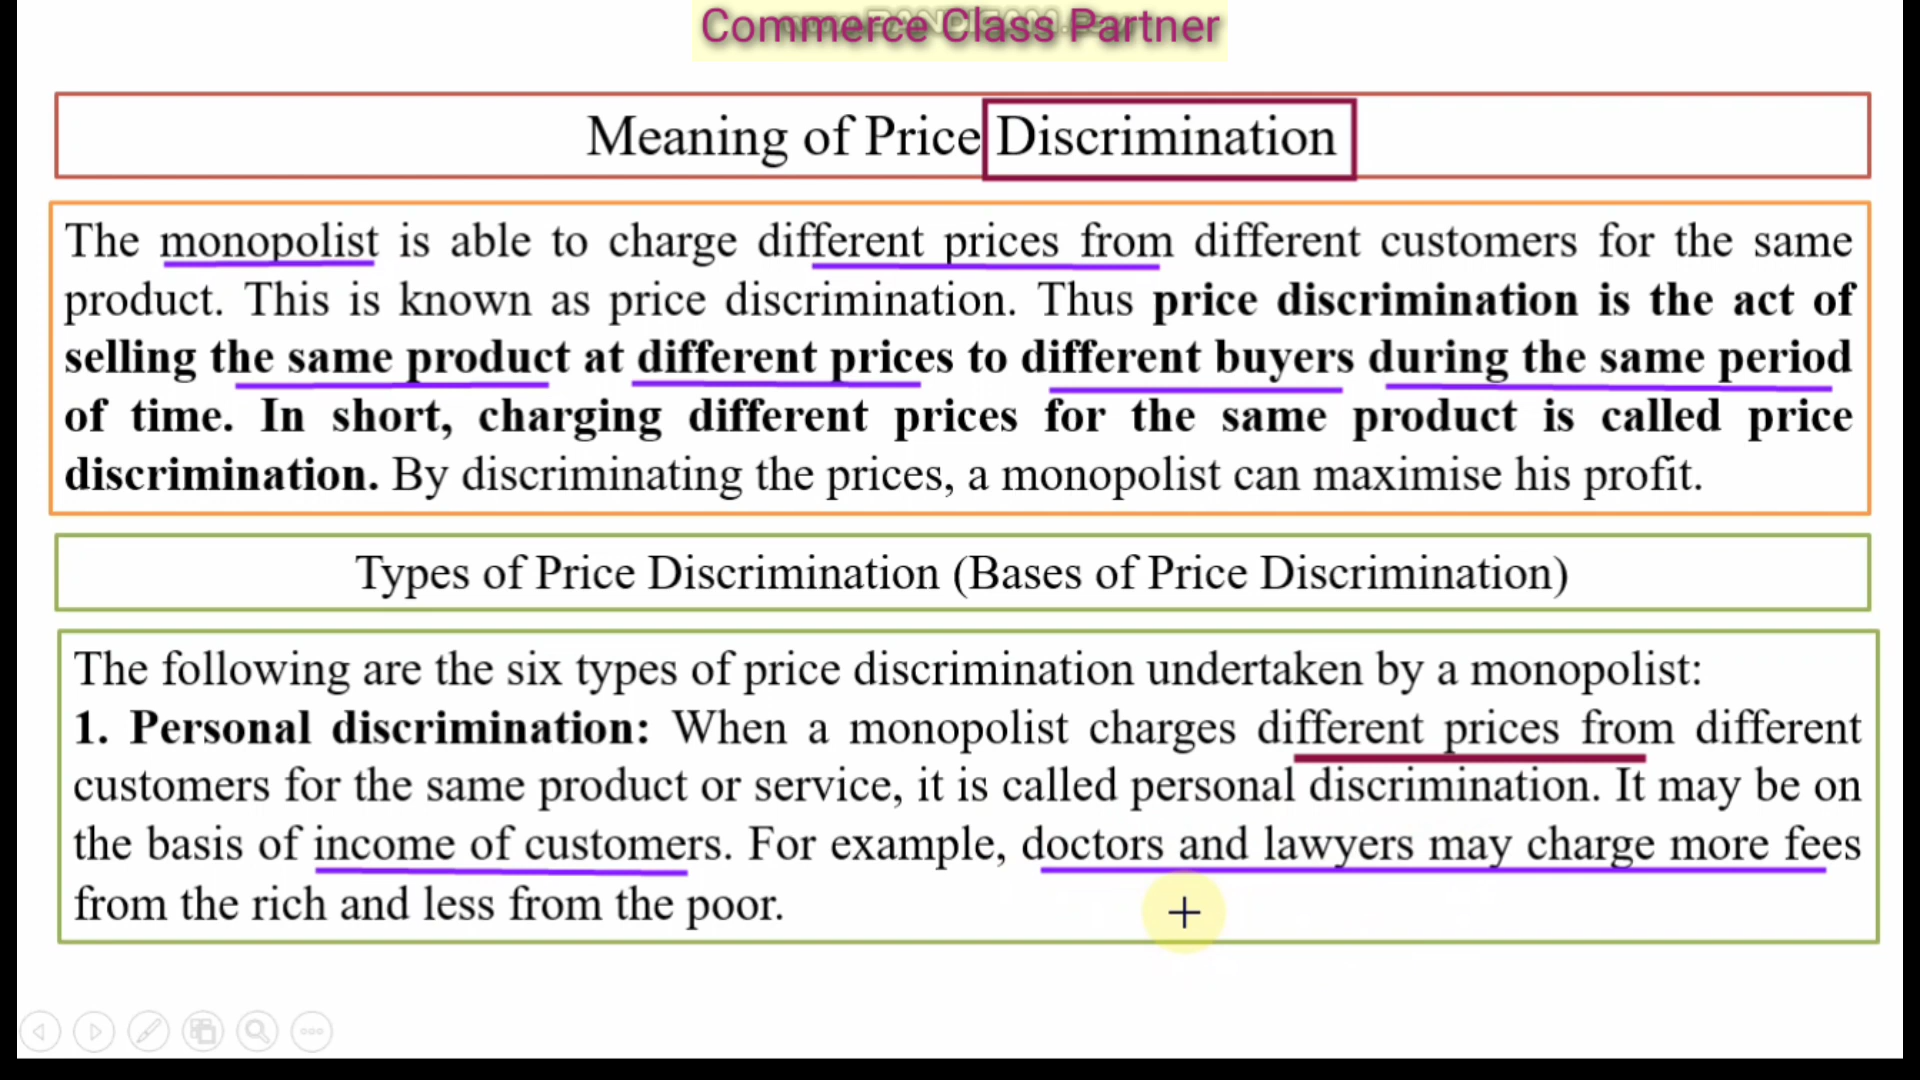 Commerce Class Partner
Meaning of Price Discrimination
The monopolist is able to charge different prices from different customers for the same
product. This is known as price discrimination. Thus price discrimination is the act of
selling the same product at different prices to different buyers during the same period
of time. In short, charging different prices for the same product is called price
discrimination. By discriminating the prices, a monopolist can maximise his profit.
Types of Price Discrimination (Bases of Price Discrimination)
The following are the six types of price discrimination undertaken by a monopolist:
1. Personal discrimination: When a monopolist charges different prices from different
customers for the same product or service, it is called personal discrimination. It may be on
the basis of income of customers. For example, doctors and lawyers may charge more fees
from the rich and less from the poor.